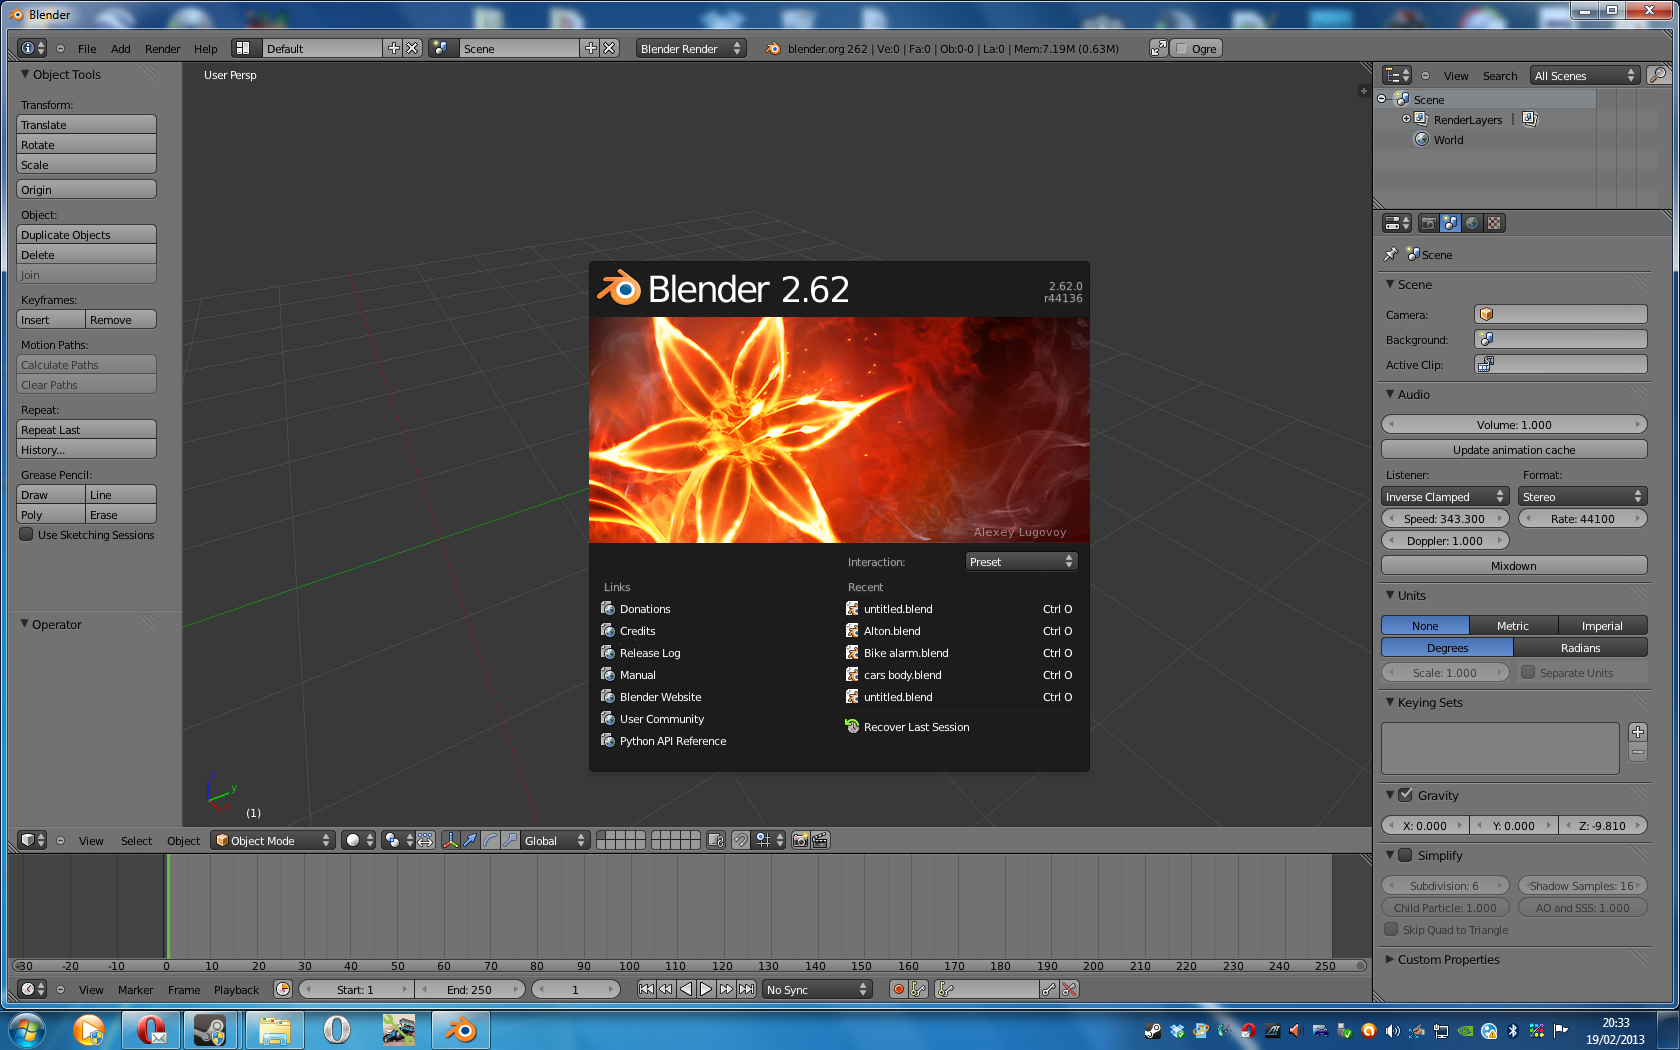 Blender
File Add Render Help Default Scene Blender Render blender.org 262 | Ve:0 | Fa:0 | Ob:0-0 | La:0 | Mem:7.19M (0.63M) Ogre
Object Tools
Transform:
Translate
Rotate
Scale
Origin
Object:
Duplicate Objects
Delete
Join
Keyframes:
Insert Remove
Motion Paths:
Calculate Paths
Clear Paths
Repeat:
Repeat Last
History...
Grease Pencil:
Draw Line
Poly Erase
Use Sketching Sessions
Operator
User Persp
Blender 2.62
2.62.0
r44136
Alexey Lugovoy
Interaction: Preset
Links
Donations
Credits
Release Log
Manual
Blender Website
User Community
Python API Reference
Recent
untitled.blend Ctrl O
Alton.blend Ctrl O
Bike alarm.blend Ctrl O
cars body.blend Ctrl O
untitled.blend Ctrl O
Recover Last Session
y
(1)
View Select Object Object Mode Global
-30 -20 -10 0 10 20 30 40 50 60 70 80 90 100 110 120 130 140 150 160 170 180 190 200 210 220 230 240 250
View Marker Frame Playback Start: 1 End: 250 1 No Sync
View Search All Scenes
Scene
RenderLayers |
World
Scene
Scene
Camera:
Background:
Active Clip:
Audio
Volume: 1.000
Update animation cache
Listener: Format:
Inverse Clamped Stereo
Speed: 343.300 Rate: 44100
Doppler: 1.000
Mixdown
Units
None Metric Imperial
Degrees Radians
Scale: 1.000 Separate Units
Keying Sets
Gravity
X: 0.000 Y: 0.000 Z: -9.810
Simplify
Subdivision: 6 Shadow Samples: 16
Child Particle: 1.000 AO and SSS: 1.000
Skip Quad to Triangle
Custom Properties
20:33
19/02/2013